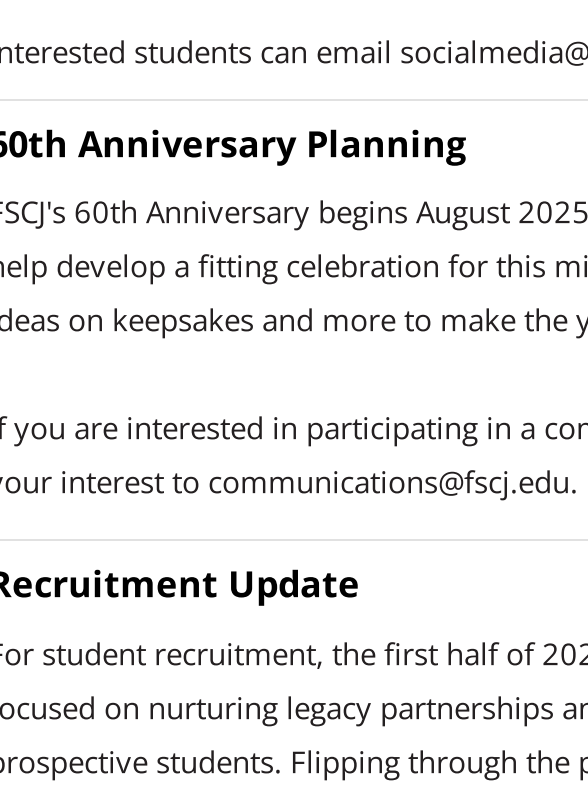 nterested students can email socialmedia@
60th Anniversary Planning
FSCJ's 60th Anniversary begins August 2025
help develop a fitting celebration for this mi
deas on keepsakes and more to make the y
f you are interested in participating in a con
your interest to communications@fscj.edu.
Recruitment Update
For student recruitment, the first half of 202
focused on nurturing legacy partnerships an
prospective students. Flipping through the p